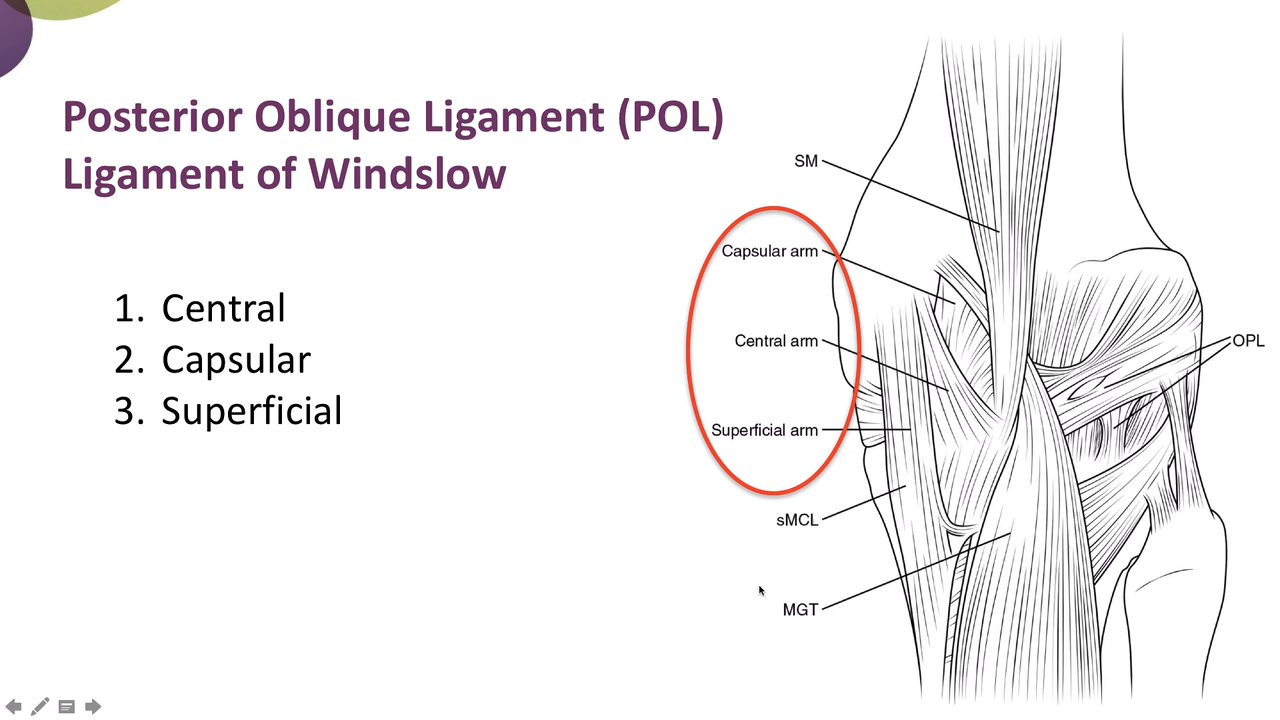 Posterior Oblique Ligament (POL)
Ligament of Windslow
1. Central
2. Capsular
3. Superficial
SM
Capsular arm
Central arm
Superficial arm
sMCL
MGT
OPL